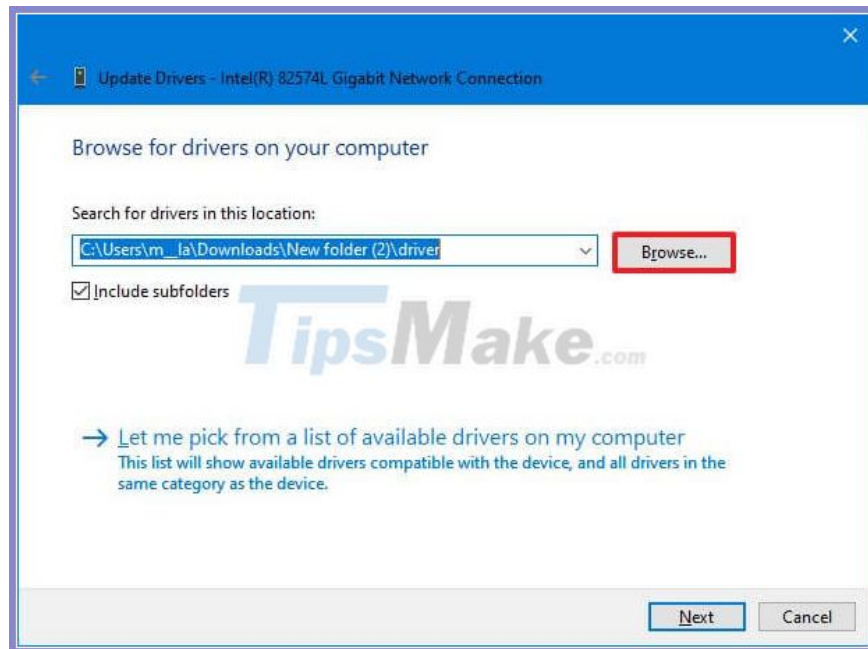 Update Drivers - Intel(R) 82574L Gigabit Network Connection
Browse for drivers on your computer
Search for drivers in this location:
C:\Users\m__la\Downloads\New folder (2)\driver
Browse...
Include subfolders
TipsMake.com
Let me pick from a list of available drivers on my computer
This list will show available drivers compatible with the device, and all drivers in the
same category as the device.
Next
Cancel